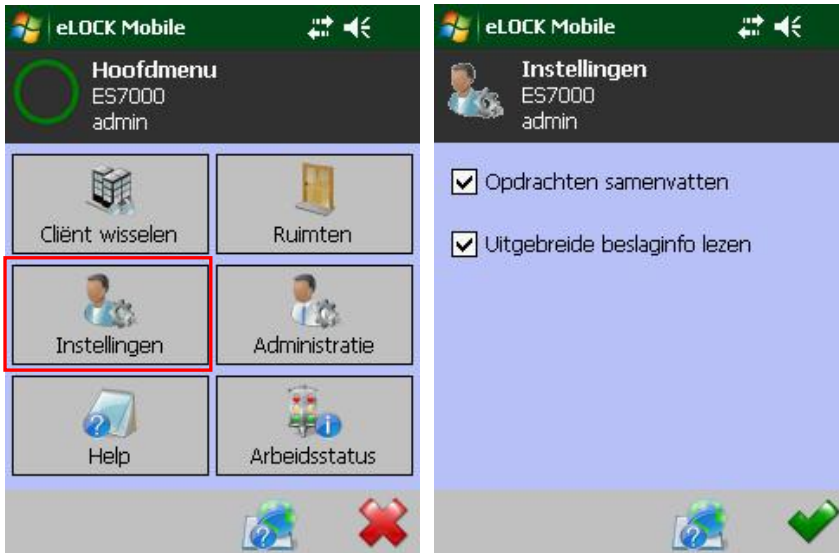 eLOCK Mobile
Hoofdmenu
ES7000
admin
Cliënt wisselen
Ruimten
Instellingen
Administratie
Help
Arbeidsstatus
eLOCK Mobile
Instellingen
ES7000
admin
Opdrachten samenvatten
Uitgebreide beslaginfo lezen